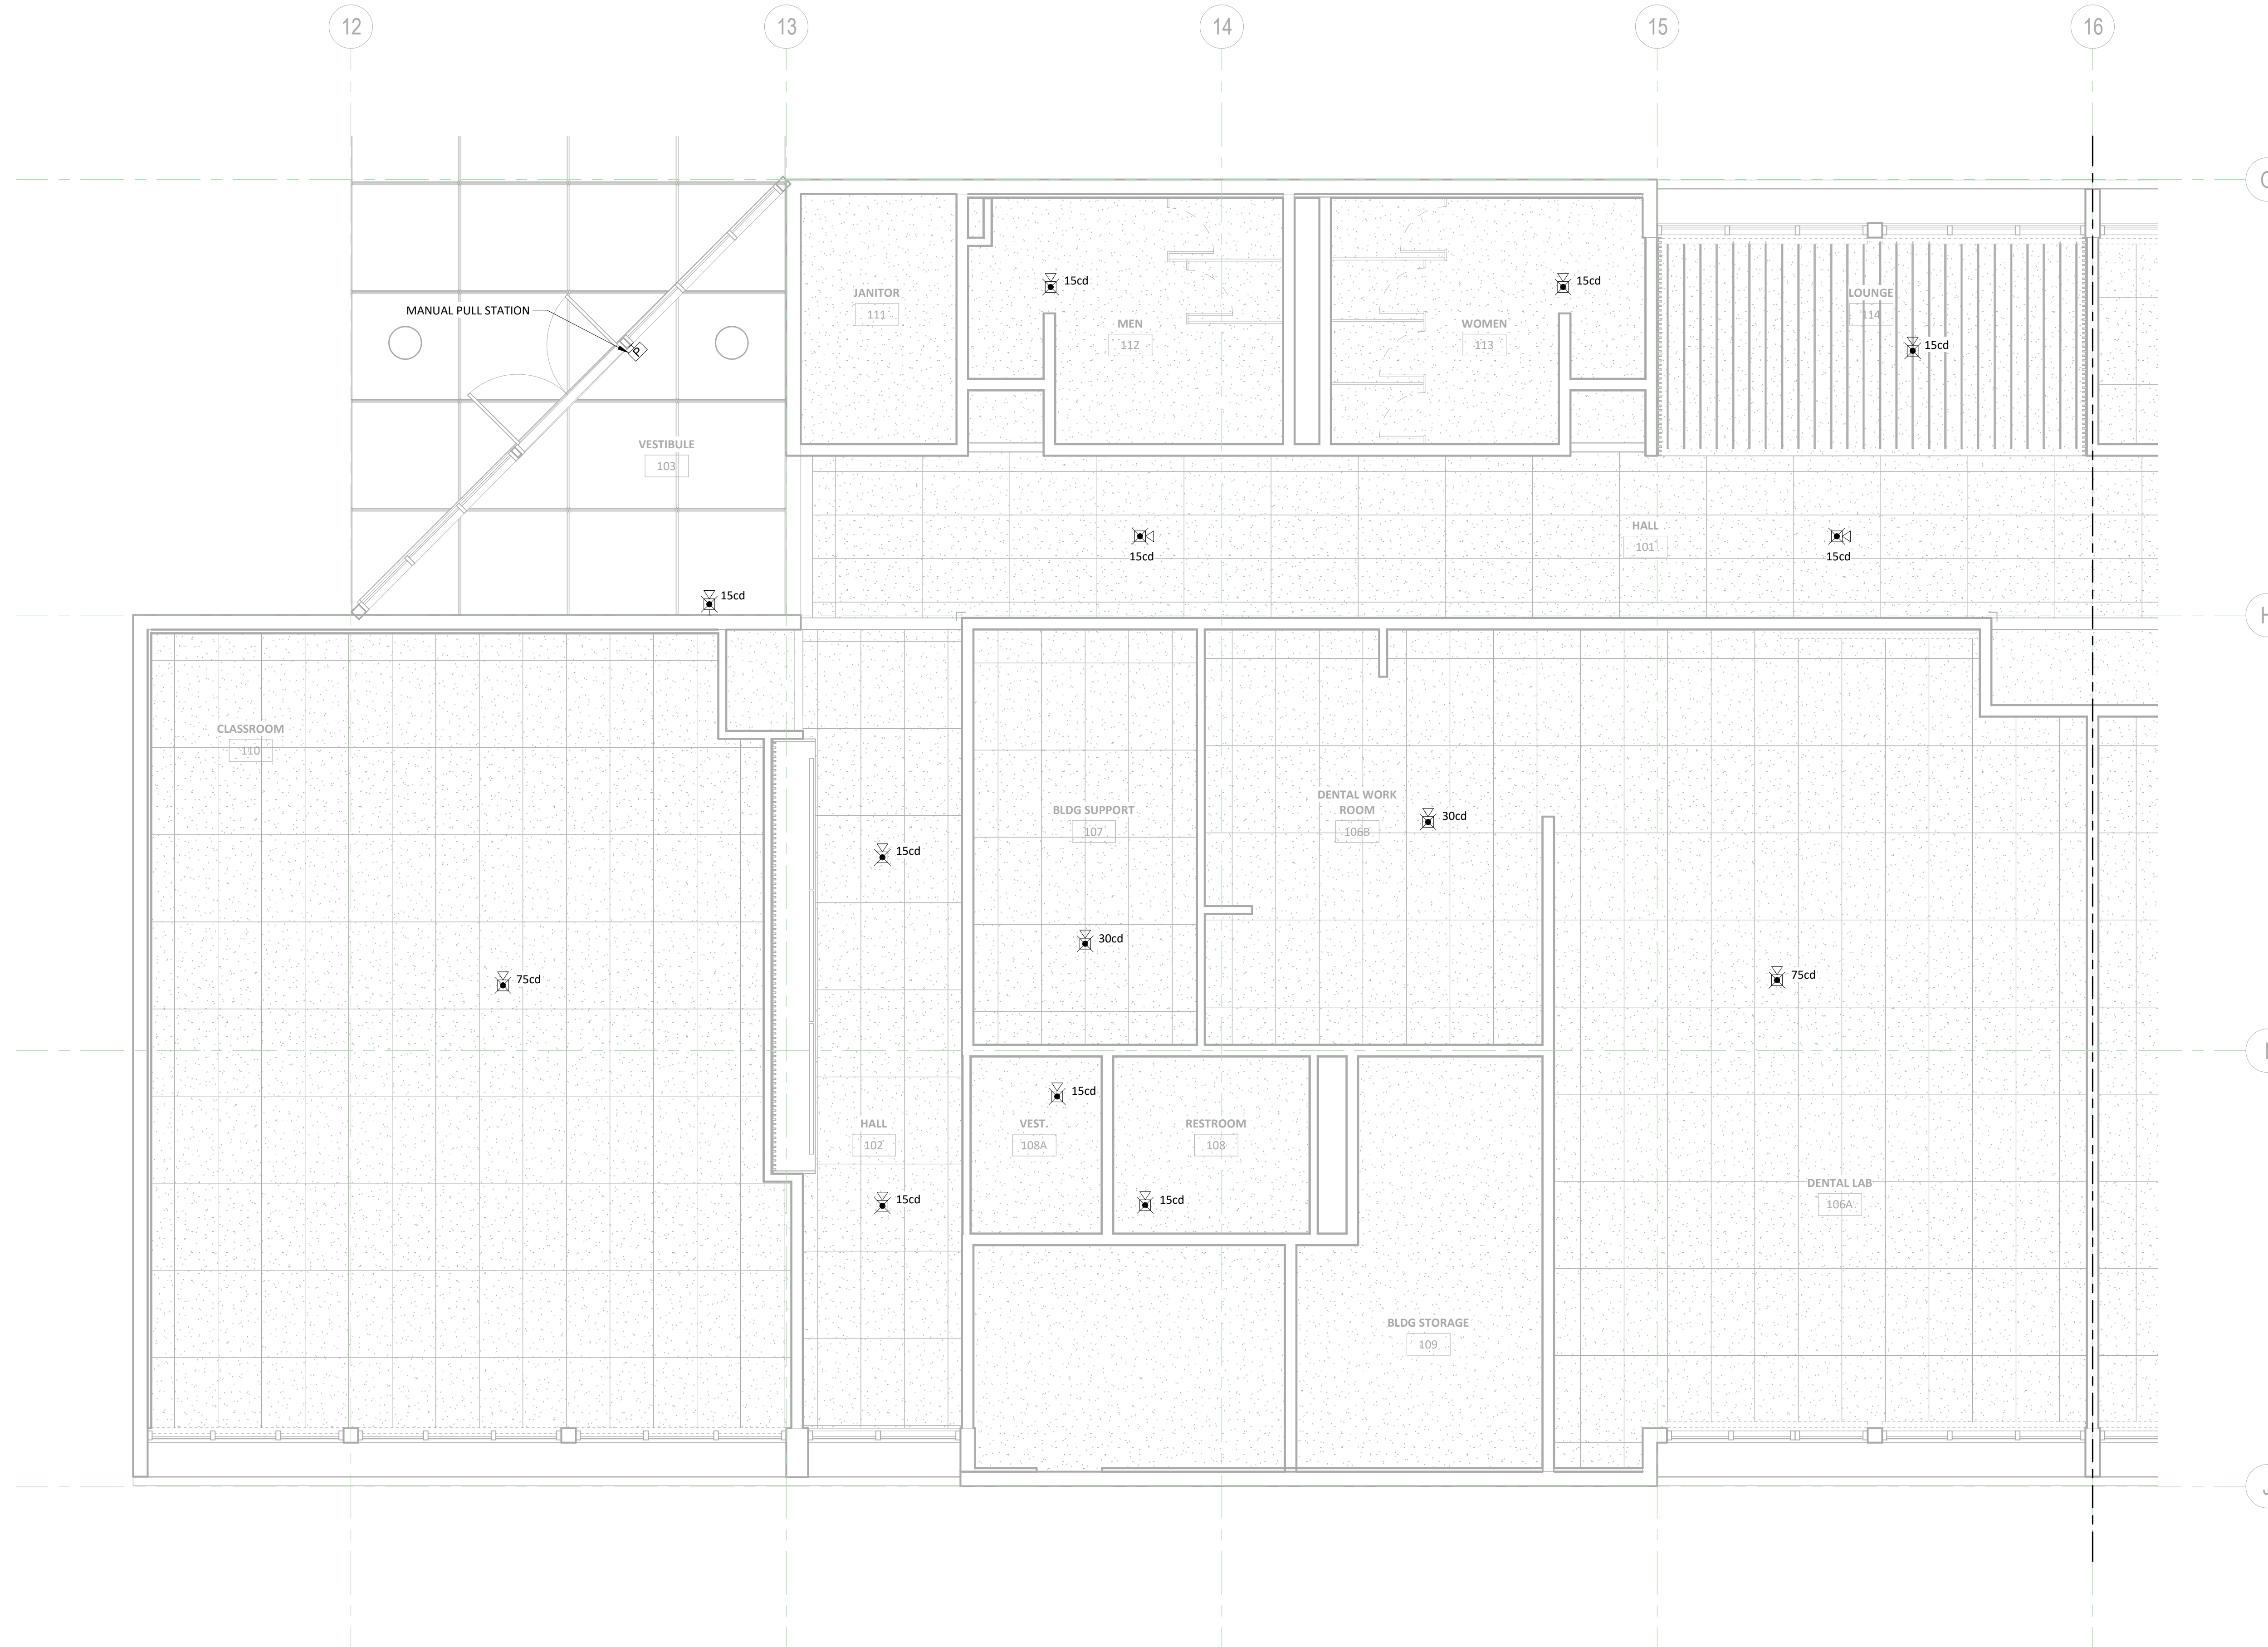 12
13
14
15
16
JANITOR
111
15cd
15cd
LOUNGE
114
MANUAL PULL STATION
P
MEN
112
WOMEN
113
15cd
VESTIBULE
103
HALL
101
15cd
15cd
15cd
H
CLASSROOM
110
DENTAL WORK
ROOM
106B
BLDG SUPPORT
107
30cd
15cd
30cd
75cd
75cd
15cd
HALL
102
VEST.
108A
RESTROOM
108
DENTAL LAB
106A
15cd
15cd
BLDG STORAGE
109